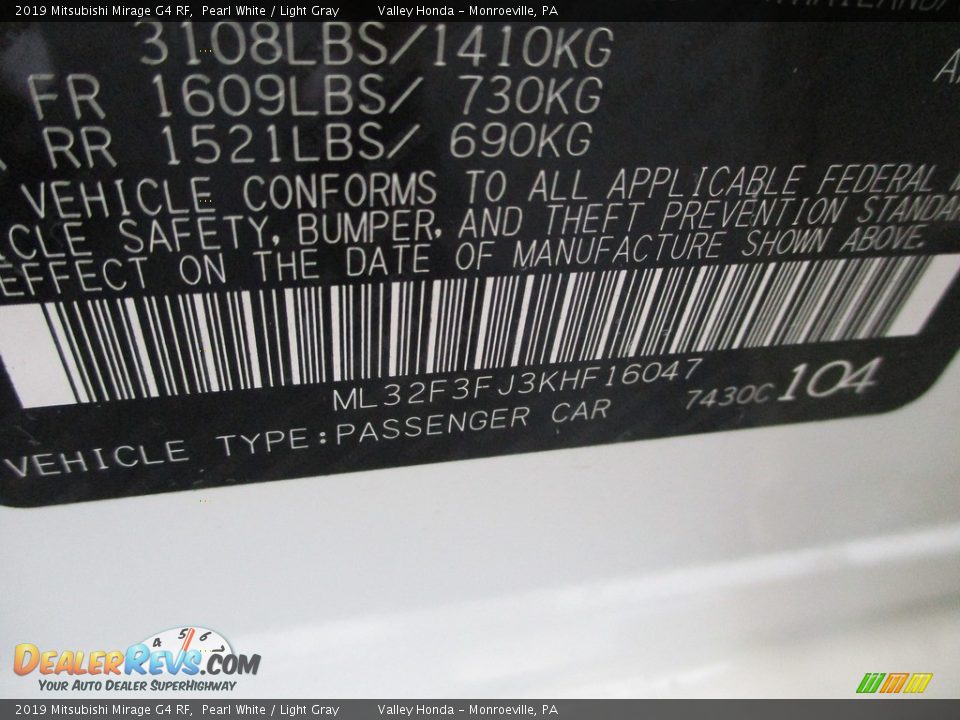 2019 Mitsubishi Mirage G4 RF, Pearl White / Light Gray Valley Honda - Monroeville, PA
3108LBS/1410KG
FR 1609LBS/ 730KG
RR 1521LBS/ 690KG
VEHICLE CONFORMS TO ALL APPLICABLE FEDERAL
SAFETY, BUMPER, AND THEFT PREVENTION
EFFECT ON THE DATE OF MANUFACTURE SHOWN ABOVE.
ML32F3FJ3KHF16047
7430C 104
VEHICLE TYPE:PASSENGER CAR
4 5 6
DEALERREVS.COM
YOUR AUTO DEALER SUPERHIGHWAY
2019 Mitsubishi Mirage G4 RF, Pearl White / Light Gray Valley Honda - Monroeville, PA